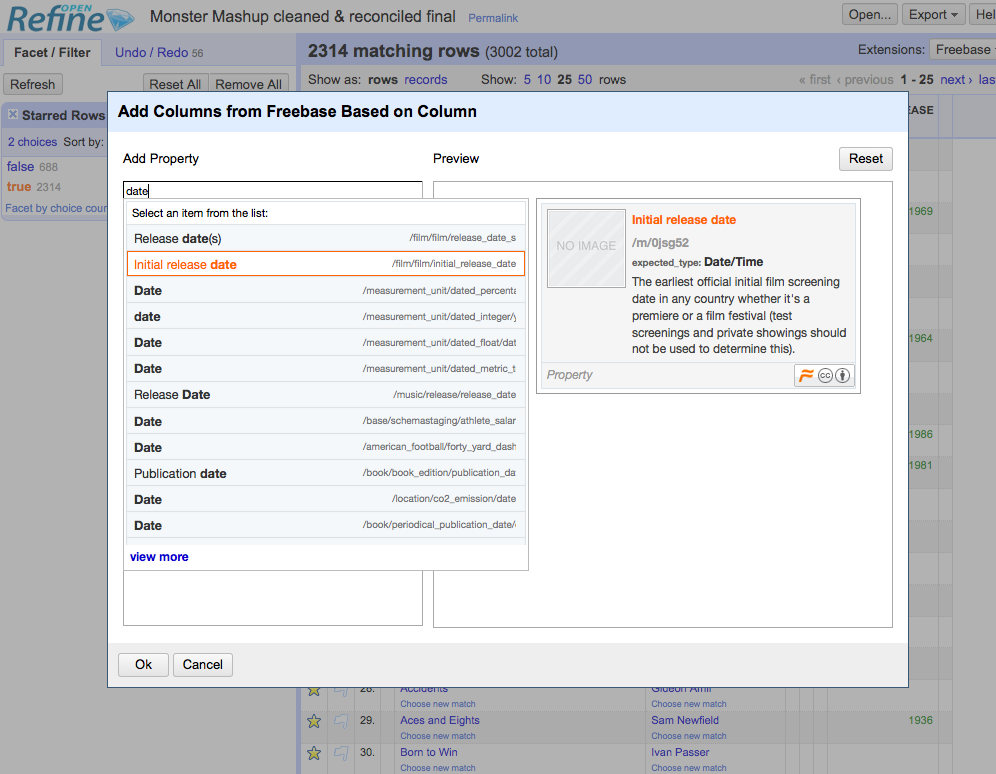 OPEN
Refine
Monster Mashup cleaned & reconciled final Permalink
Open... Export
Facet / Filter Undo / Redo 56
2314 matching rows (3002 total)
Extensions: Freebase
Refresh Reset All Remove All
Show as: rows records Show: 5 10 25 50 rows
« first ‹ previous 1 - 25 next ›
Starred Rows
2 choices Sort by:
false 688
true 2314
Facet by choice
Add Columns from Freebase Based on Column
Add Property
Preview
Reset
date
Select an item from the list:
Release date(s) /film/film/release_date_s
Initial release date /film/film/initial_release_date
Date /measurement_unit/dated_percenta
date /measurement_unit/dated_integer/
Date /measurement_unit/dated_float/dat
Date /measurement_unit/dated_metric_t
Release Date /music/release/release_date
Date /base/schemastaging/athlete_salar
Date /american_football/forty_yard_dash
Publication date /book/book_edition/publication_da
Date /location/co2_emission/date
Date /book/periodical_publication_date/
view more
NO IMAGE
Initial release date
/m/0jsg52
expected_type: Date/Time
The earliest official initial film screening
date in any country whether it's a
premiere or a film festival (test
screenings and private showings should
not be used to determine this).
Property
cc
Ok Cancel
1969
1964
1986
1981
28. Accidents Gideon Amir
Choose new match Choose new match
29. Aces and Eights Sam Newfield 1936
Choose new match Choose new match
30. Born to Win Ivan Passer
Choose new match Choose new match